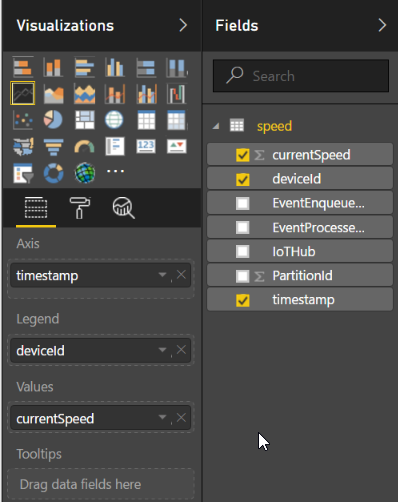 Visualizations
Axis
timestamp
Legend
deviceId
Values
currentSpeed
Tooltips
Drag data fields here
Fields
Search
speed
Σ currentSpeed
deviceId
EventEnqueue...
EventProcesse...
IoTHub
Σ PartitionId
timestamp